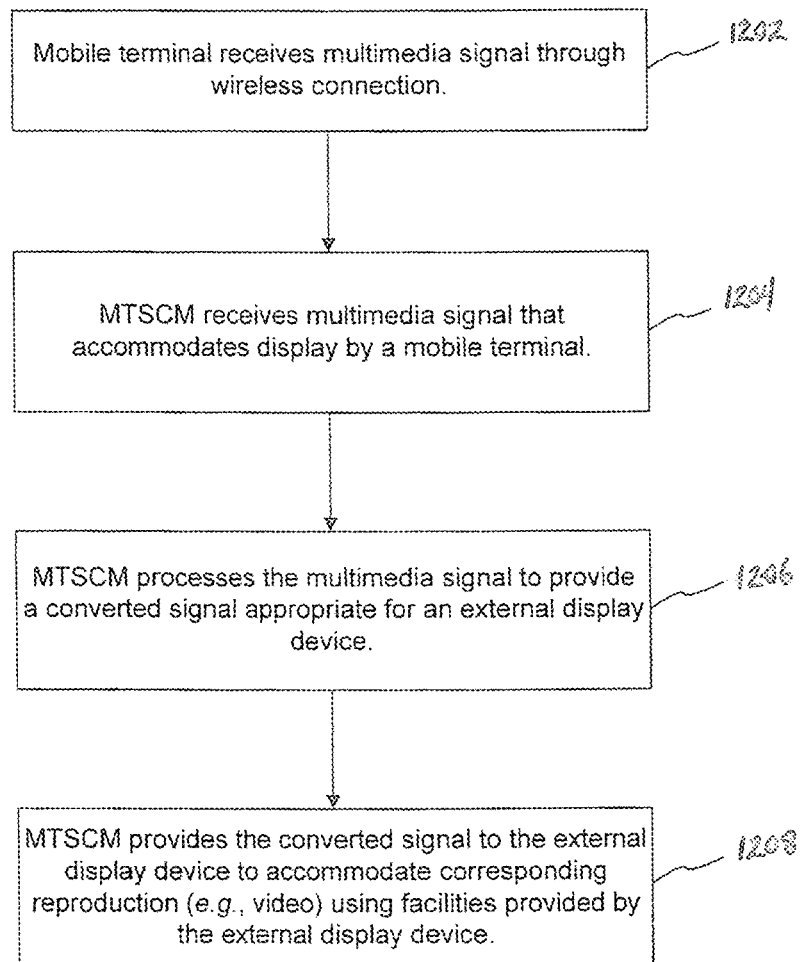 Mobile terminal receives multimedia signal through
wireless connection.
1202
MTSCM receives multimedia signal that
accommodates display by a mobile terminal.
1204
MTSCM processes the multimedia signal to provide
a converted signal appropriate for an external display
device.
1206
MTSCM provides the converted signal to the external
display device to accommodate corresponding
reproduction (e.g., video) using facilities provided by
the external display device.
1208